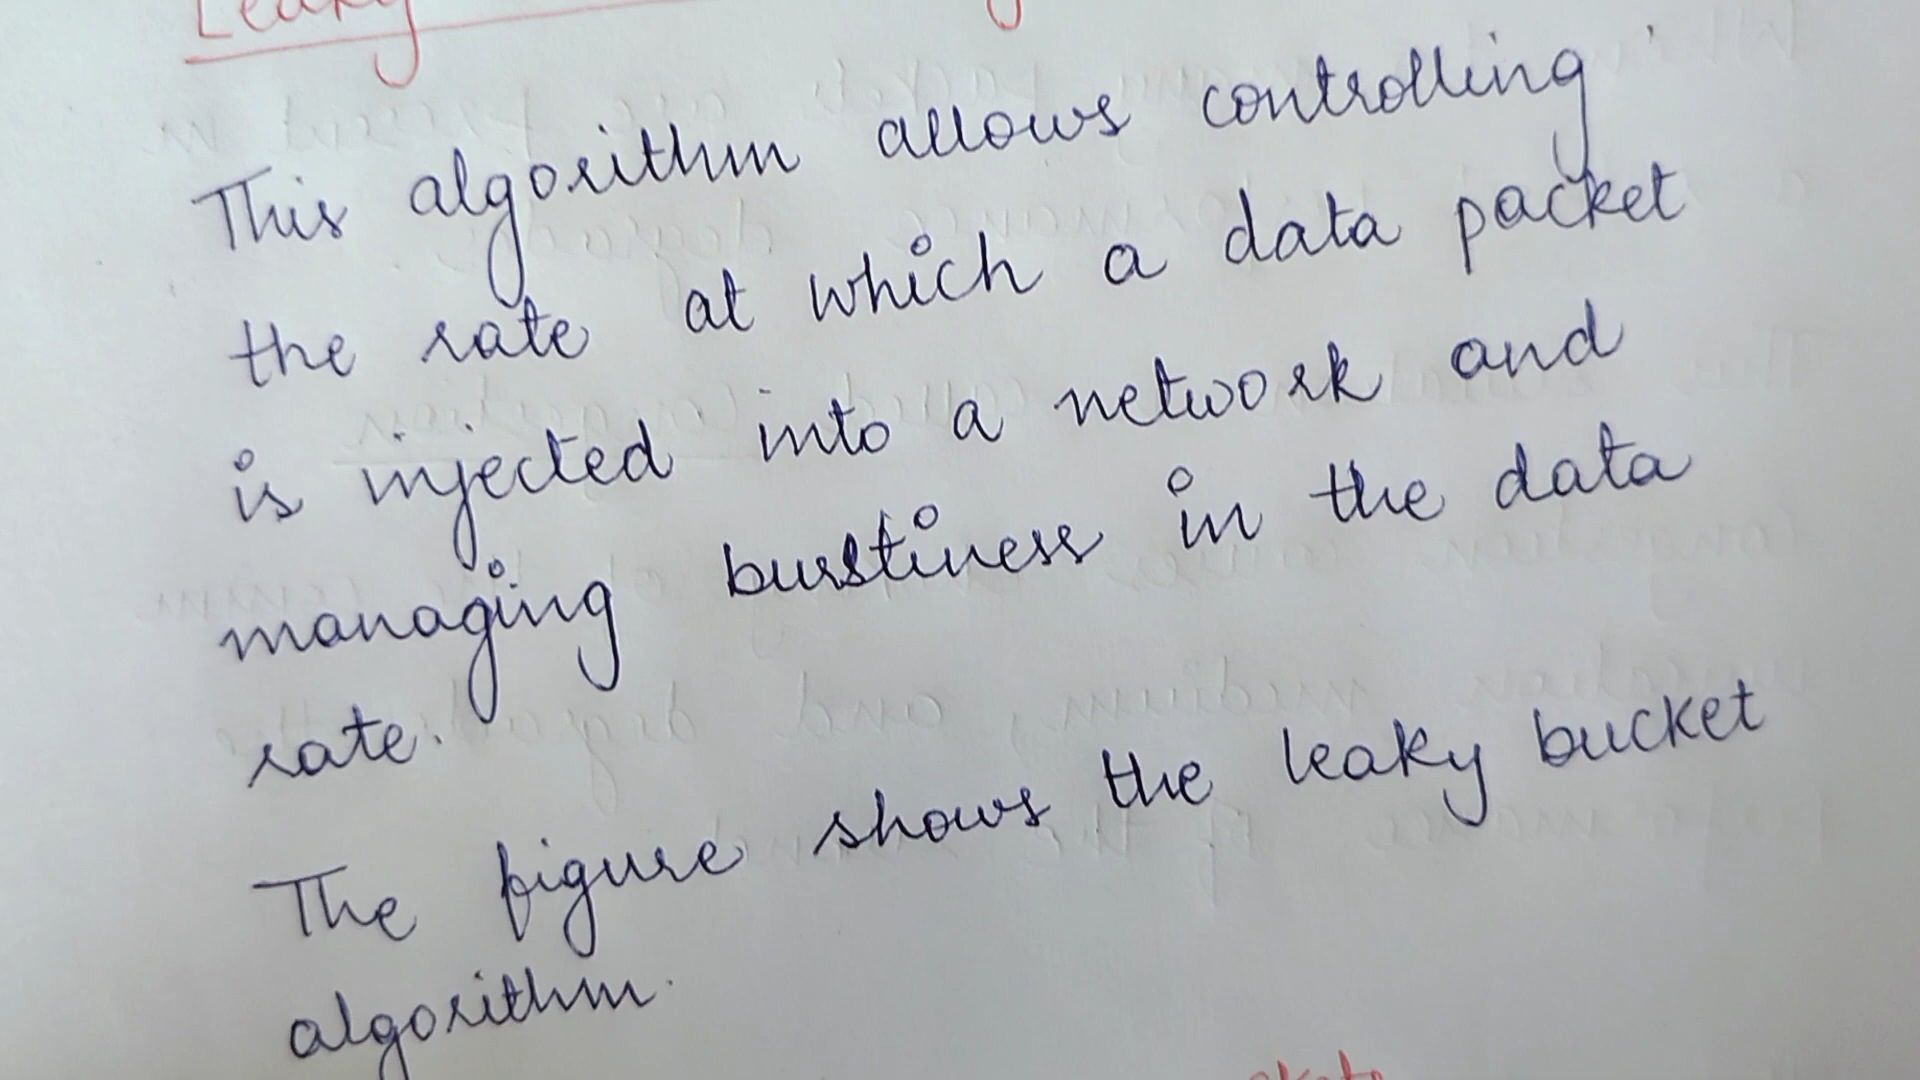 Leaky
This algorithm allows controlling
the rate at which a data packet
is injected into a network and
managing burstiness in the data
rate.
The figure shows the leaky bucket
algorithm.